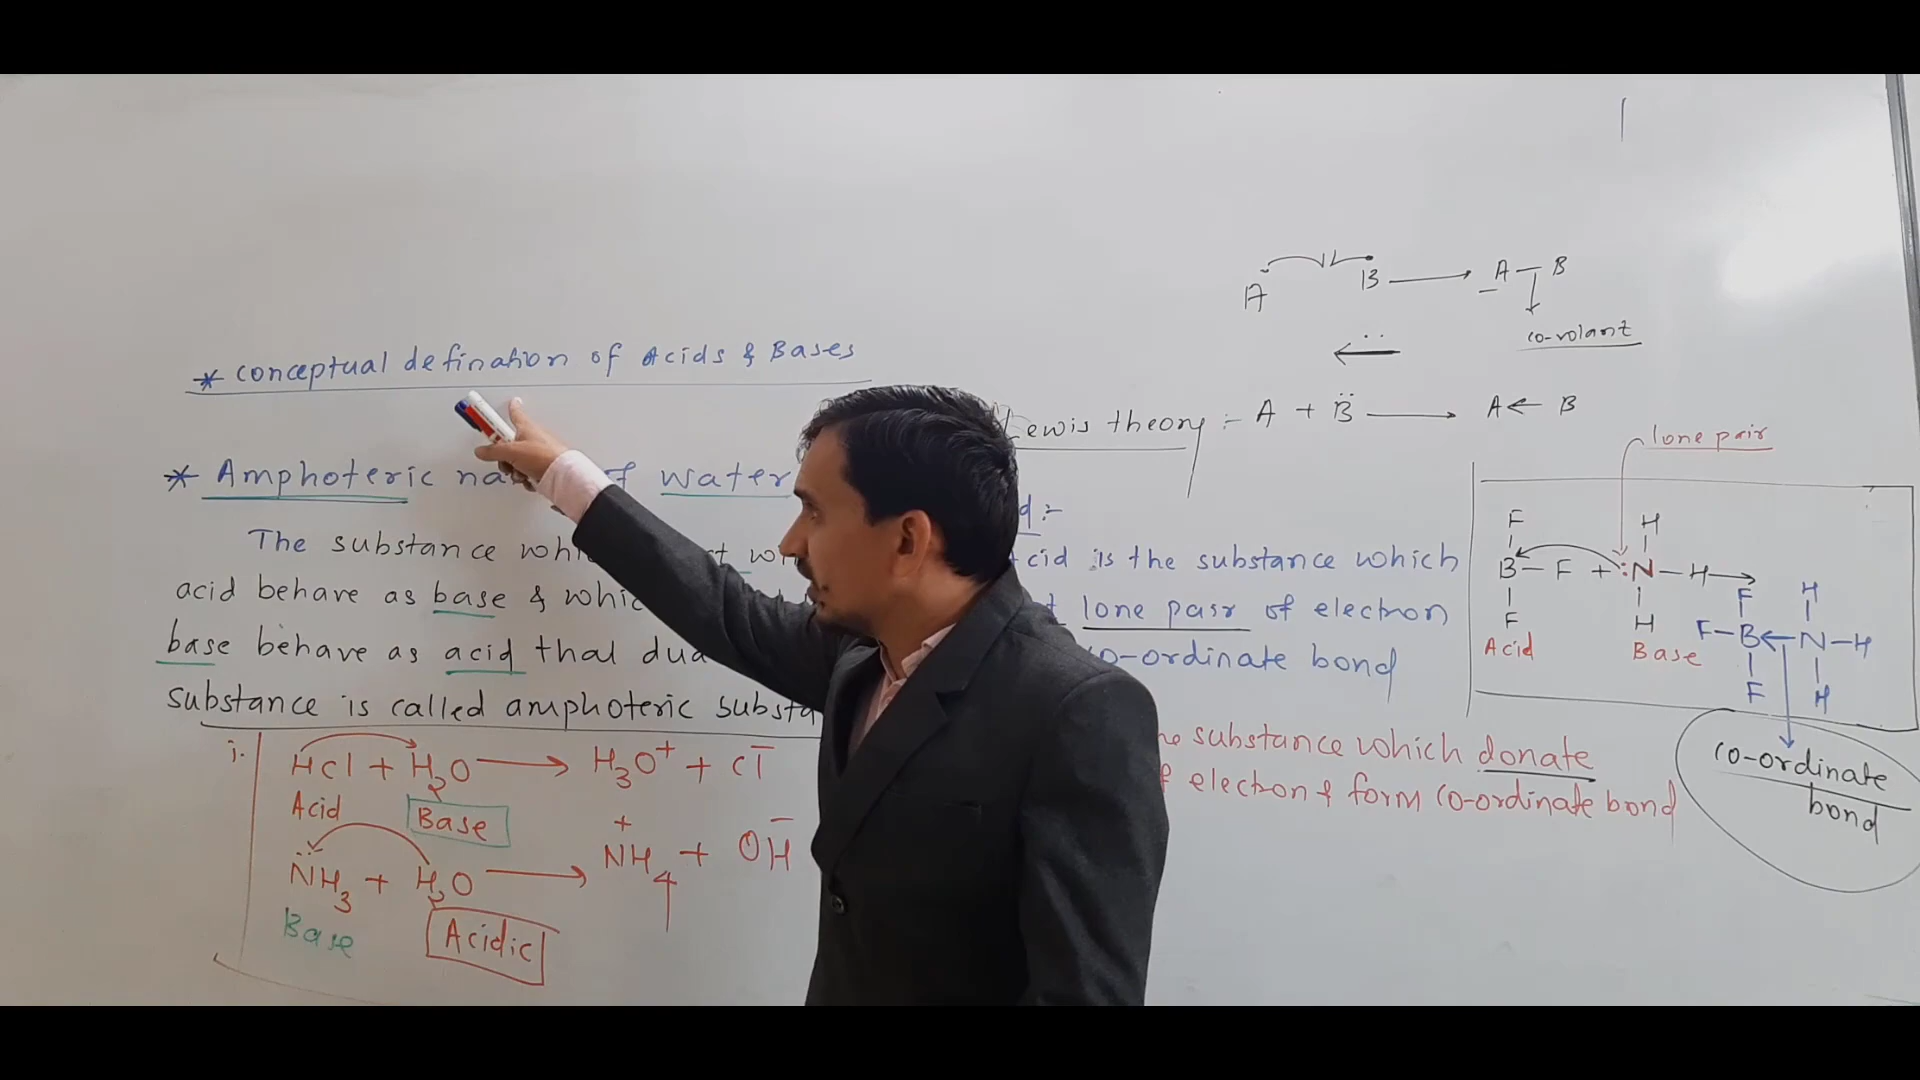 * conceptual defination of Acids & Bases
* Amphoteric of water
The substance
acid behave as base &
base behave as acid thal
substance is called amphoteric
i.
HCl + H2O → H3O+ + Cl-
Acid Base
NH3 + H2O → NH4+ + OH-
Base Acidic
A B → A — B
co-volant
Lewis theory :- A + B̈ → A ← B
:-
is the substance which
lone pasr of electron
co-ordinate bond
substance which donate
electron & form co-ordinate bond
lone pair
F H
B — F + :N — H →
F H
Acid Base
F H
F — B ← N — H
F H
co-ordinate
bond